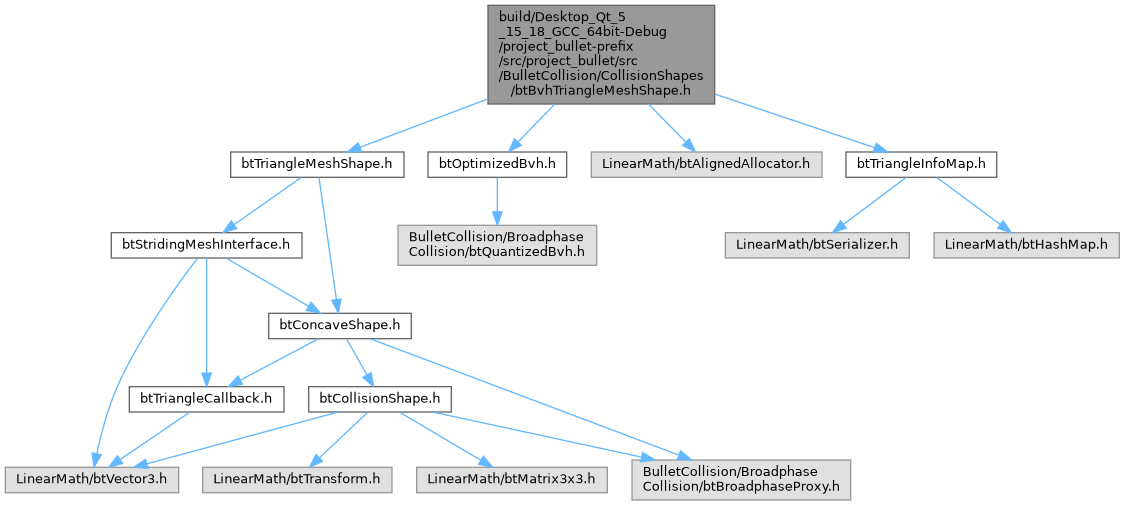 build/Desktop_Qt_5
_15_18_GCC_64bit-Debug
/project_bullet-prefix
/src/project_bullet/src
/BulletCollision/CollisionShapes
/btBvhTriangleMeshShape.h
btTriangleMeshShape.h
btOptimizedBvh.h
LinearMath/btAlignedAllocator.h
btTriangleInfoMap.h
btStridingMeshInterface.h
BulletCollision/Broadphase
Collision/btQuantizedBvh.h
LinearMath/btSerializer.h
LinearMath/btHashMap.h
btConcaveShape.h
btTriangleCallback.h
btCollisionShape.h
LinearMath/btVector3.h
LinearMath/btTransform.h
LinearMath/btMatrix3x3.h
BulletCollision/Broadphase
Collision/btBroadphaseProxy.h